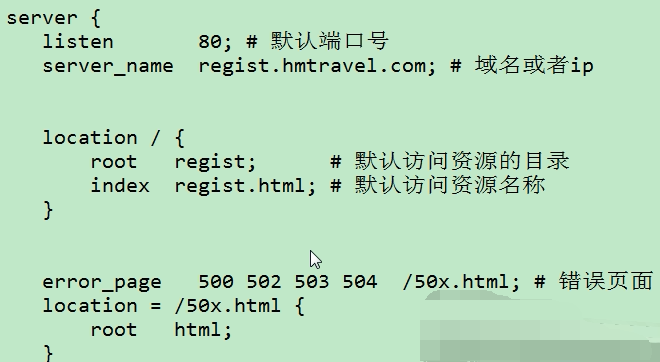 server {
listen 80; # 默认端口号
server_name regist.hmtravel.com; # 域名或者ip
location / {
root regist; # 默认访问资源的目录
index regist.html; # 默认访问资源名称
}
error_page 500 502 503 504 /50x.html; # 错误页面
location = /50x.html {
root html;
}